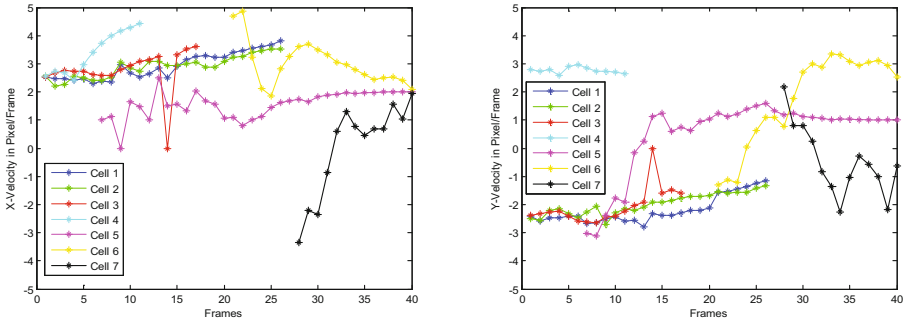 5
4
3
2
1
0
-1
-2
-3
-4
-5
0 5 10 15 20 25 30 35 40
Frames
X-Velocity in Pixel/Frame
Cell 1
Cell 2
Cell 3
Cell 4
Cell 5
Cell 6
Cell 7
5
4
3
2
1
0
-1
-2
-3
-4
-5
0 5 10 15 20 25 30 35 40
Frames
Y-Velocity in Pixel/Frame
Cell 1
Cell 2
Cell 3
Cell 4
Cell 5
Cell 6
Cell 7